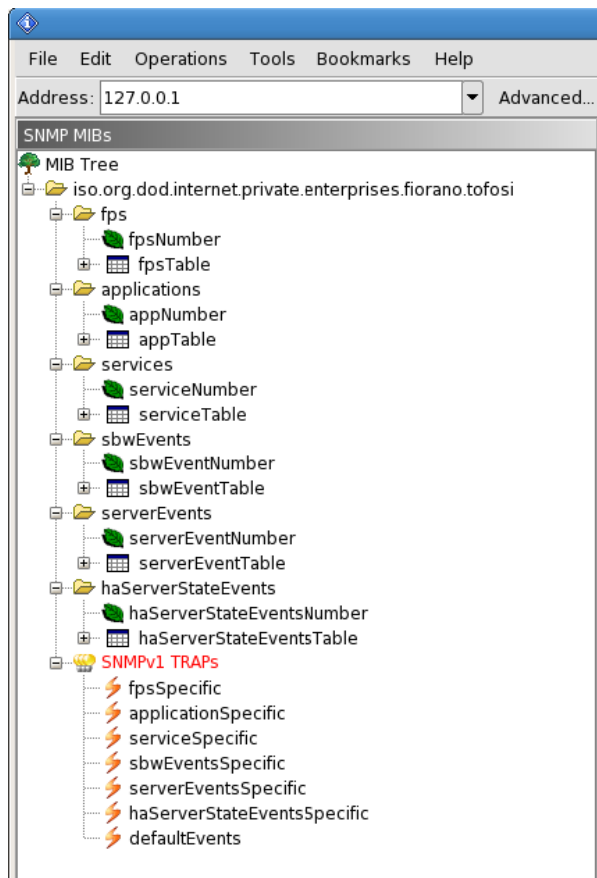 File Edit Operations Tools Bookmarks Help
Address: 127.0.0.1 Advanced...
SNMP MIBs
MIB Tree
iso.org.dod.internet.private.enterprises.fiorano.tofosi
fps
fpsNumber
fpsTable
applications
appNumber
appTable
services
serviceNumber
serviceTable
sbwEvents
sbwEventNumber
sbwEventTable
serverEvents
serverEventNumber
serverEventTable
haServerStateEvents
haServerStateEventsNumber
haServerStateEventsTable
SNMPv1 TRAPs
fpsSpecific
applicationSpecific
serviceSpecific
sbwEventsSpecific
serverEventsSpecific
haServerStateEventsSpecific
defaultEvents